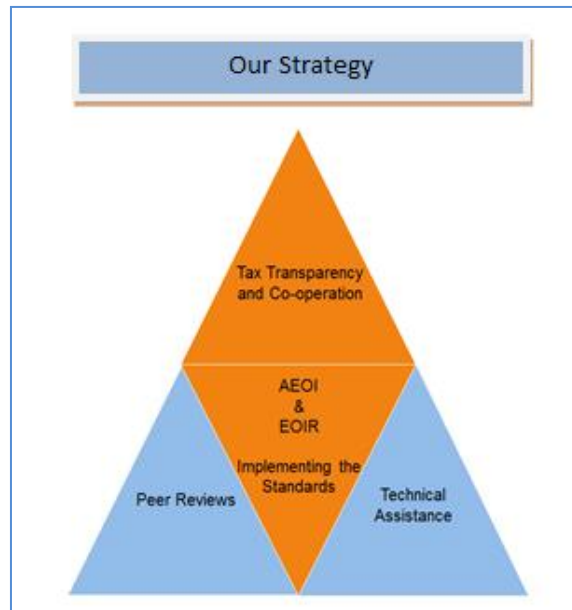 Our Strategy
Tax Transparency
and Co-operation
AEOI
&
EOIR
Implementing the
Standards
Peer Reviews
Technical
Assistance